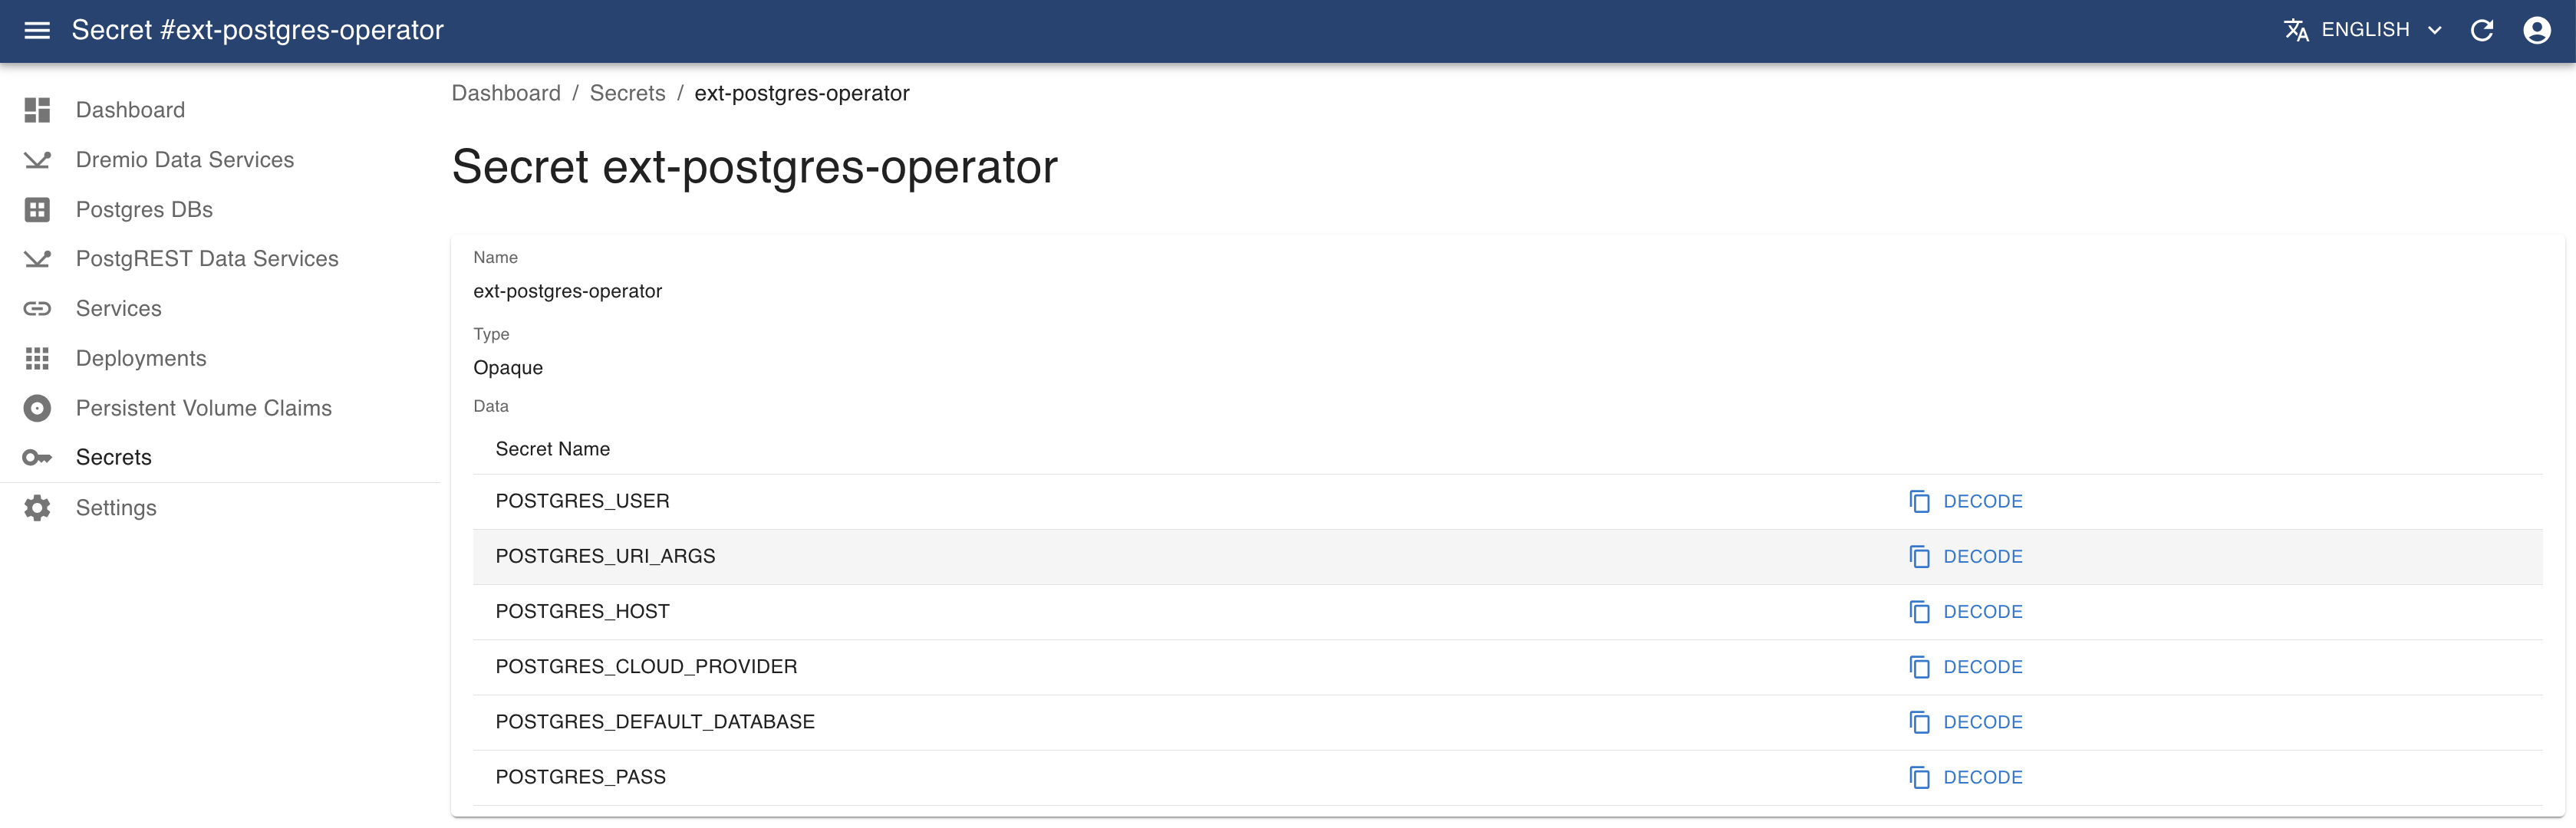 Secret #ext-postgres-operator
ENGLISH
Dashboard
Dremio Data Services
Postgres DBs
PostgREST Data Services
Services
Deployments
Persistent Volume Claims
Secrets
Settings
Dashboard / Secrets / ext-postgres-operator
Secret ext-postgres-operator
Name
ext-postgres-operator
Type
Opaque
Data
Secret Name
POSTGRES_USER DECODE
POSTGRES_URI_ARGS DECODE
POSTGRES_HOST DECODE
POSTGRES_CLOUD_PROVIDER DECODE
POSTGRES_DEFAULT_DATABASE DECODE
POSTGRES_PASS DECODE